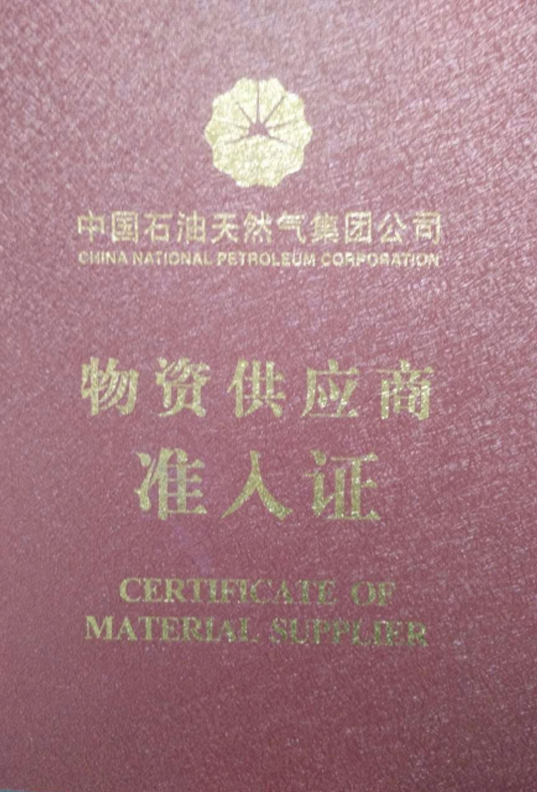 中国石油天然气集团公司
CHINA NATIONAL PETROLEUM CORPORATION
物资供应商
准入证
CERTIFICATE OF
MATERIAL SUPPLIER